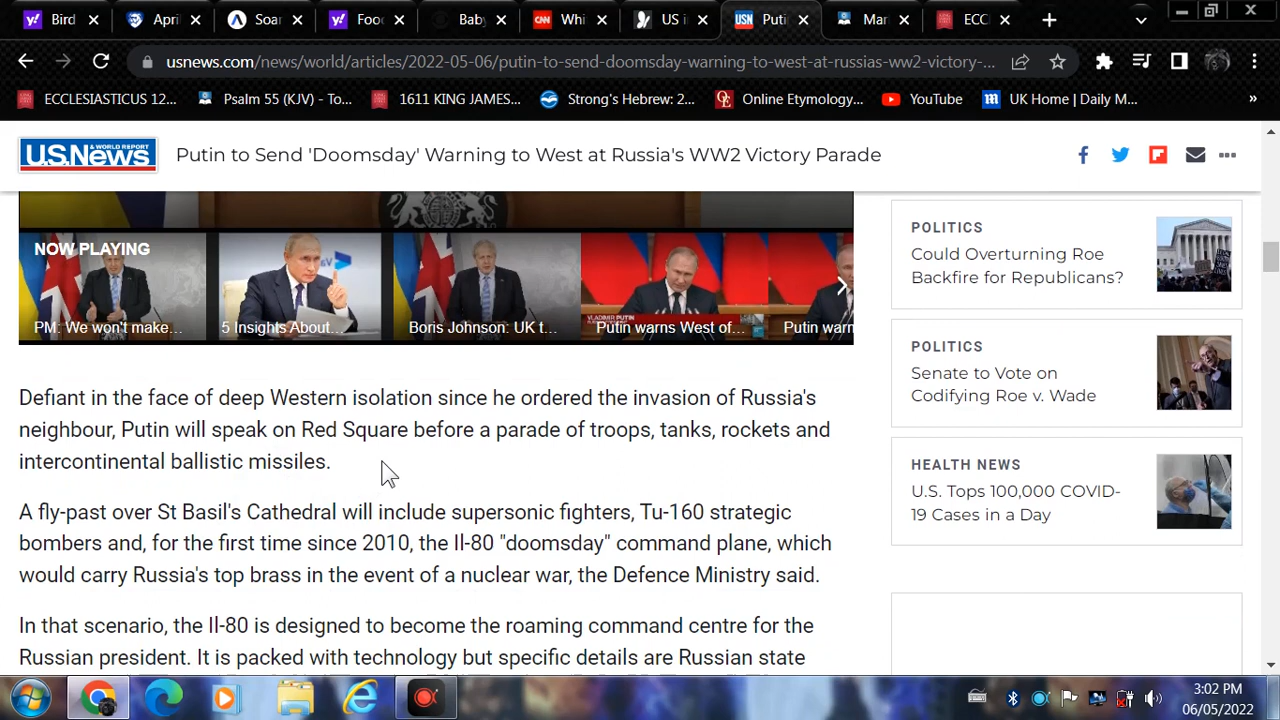 Bird
April
Soar
Food
Baby
CNN Whi
US i
USN Puti
Mar
ECC
usnews.com/news/world/articles/2022-05-06/putin-to-send-doomsday-warning-to-west-at-russias-ww2-victory-...
ECCLESIASTICUS 12...
Psalm 55 (KJV) - To...
1611 KING JAMES...
Strong's Hebrew: 2...
Online Etymology...
YouTube
UK Home | Daily M...
»
U.S.News
& WORLD REPORT
Putin to Send 'Doomsday' Warning to West at Russia's WW2 Victory Parade
NOW PLAYING
PM: We won't make...
5 Insights About...
Boris Johnson: UK t...
VLADIMIR PUTIN
Putin warns West of...
Putin warn
Defiant in the face of deep Western isolation since he ordered the invasion of Russia's
neighbour, Putin will speak on Red Square before a parade of troops, tanks, rockets and
intercontinental ballistic missiles.
A fly-past over St Basil's Cathedral will include supersonic fighters, Tu-160 strategic
bombers and, for the first time since 2010, the Il-80 "doomsday" command plane, which
would carry Russia's top brass in the event of a nuclear war, the Defence Ministry said.
In that scenario, the Il-80 is designed to become the roaming command centre for the
Russian president. It is packed with technology but specific details are Russian state
POLITICS
Could Overturning Roe
Backfire for Republicans?
POLITICS
Senate to Vote on
Codifying Roe v. Wade
HEALTH NEWS
U.S. Tops 100,000 COVID-
19 Cases in a Day
3:02 PM
06/05/2022